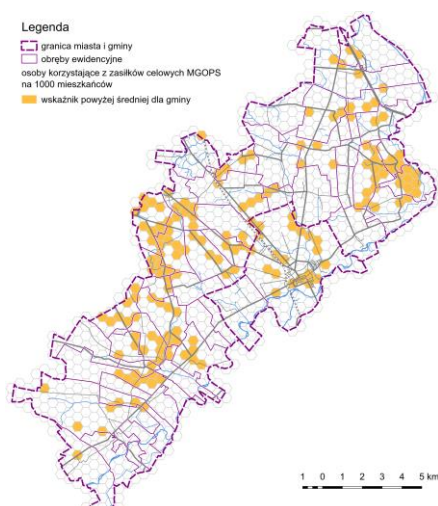 Legenda
granica miasta i gminy
obręby ewidencyjne
osoby korzystające z zasiłków celowych MGOPS
na 1000 mieszkańców
wskaźnik powyżej średniej dla gminy
1 0 1 2 3 4 5 km